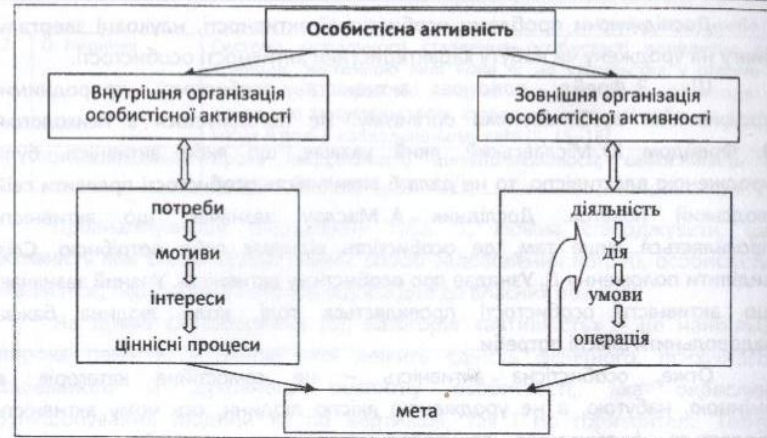 Особистісна активність
Внутрішня організація
особистісної активності
Зовнішня організація
особистісної активності
потреби
мотиви
інтереси
ціннісні процеси
діяльність
дія
умови
операція
мета